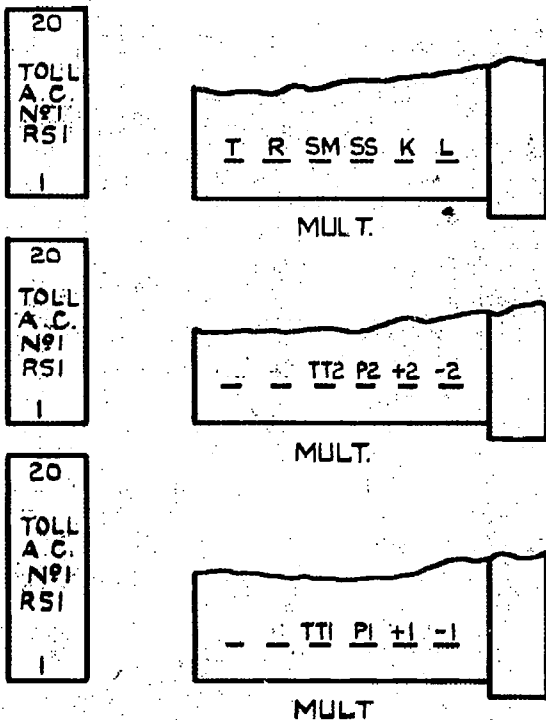 20
TOLL
A.C.
Nº1
RS1
1
T R SM SS K L
MULT.
20
TOLL
A.C.
Nº1
RS1
1
TT2 P2 +2 -2
MULT.
20
TOLL
A.C.
Nº1
RS1
1
TT1 P1 +1 -1
MULT